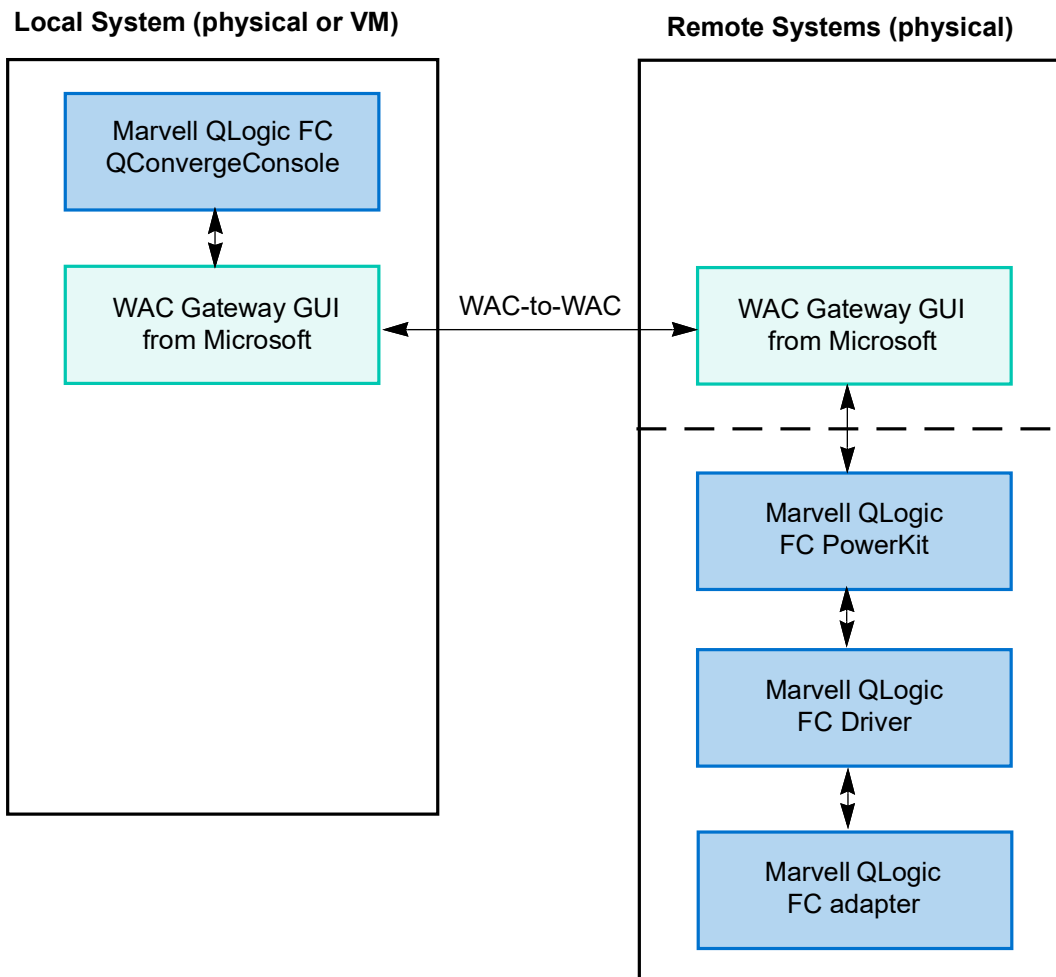 Local System (physical or VM)
Remote Systems (physical)
Marvell QLogic FC
QConvergeConsole
WAC Gateway GUI
from Microsoft
WAC-to-WAC
WAC Gateway GUI
from Microsoft
Marvell QLogic
FC PowerKit
Marvell QLogic
FC Driver
Marvell QLogic
FC adapter